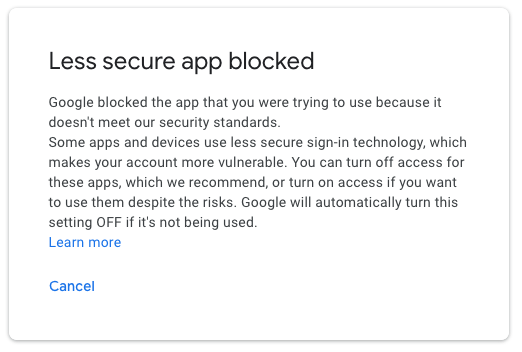 Less secure app blocked
Google blocked the app that you were trying to use because it
doesn't meet our security standards.
Some apps and devices use less secure sign-in technology, which
makes your account more vulnerable. You can turn off access for
these apps, which we recommend, or turn on access if you want
to use them despite the risks. Google will automatically turn this
setting OFF if it's not being used.
Learn more
Cancel